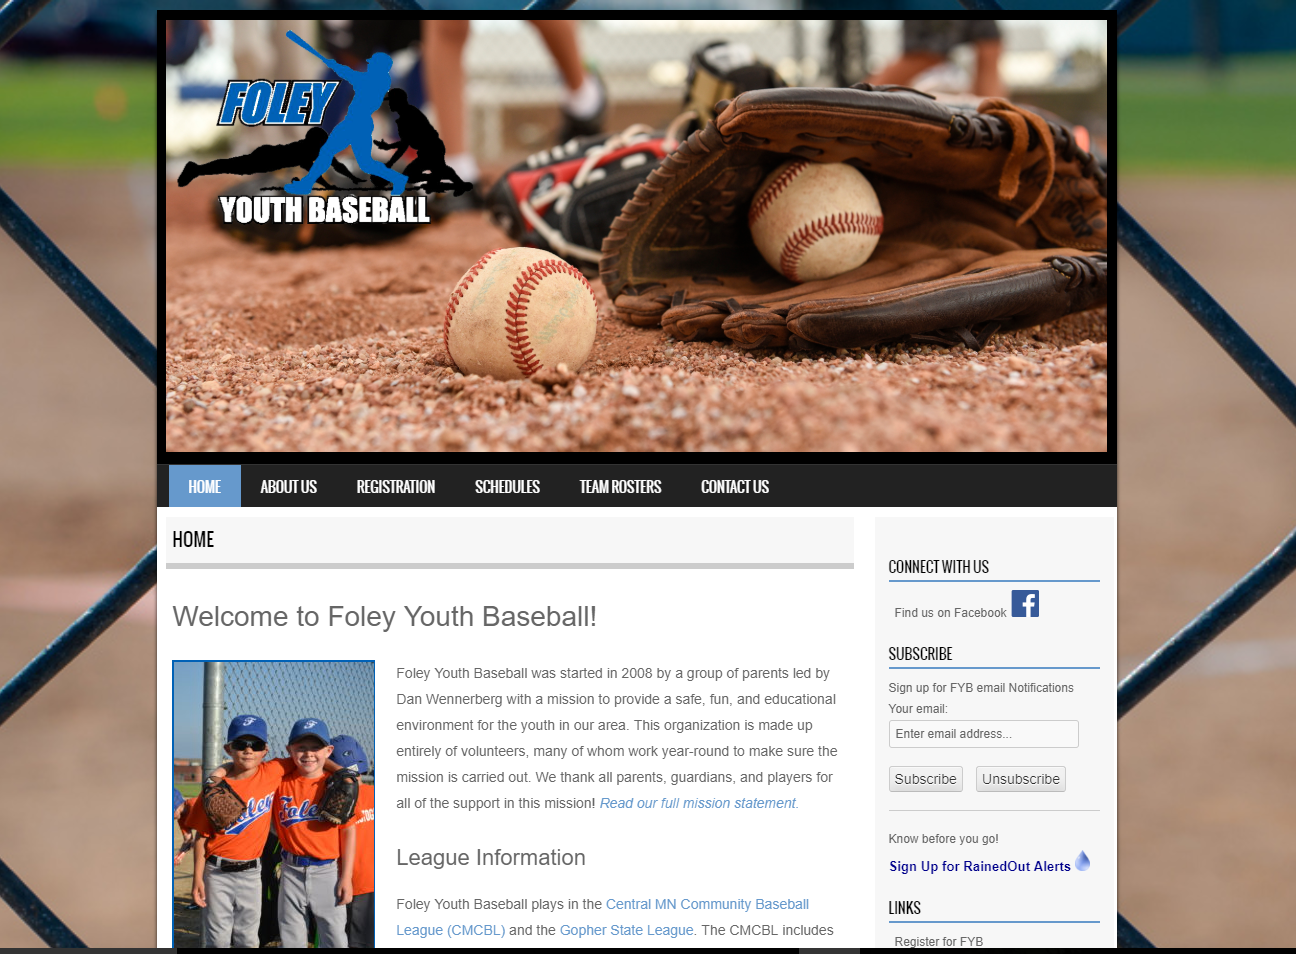 FOLEY
YOUTH BASEBALL
HOME
ABOUT US
REGISTRATION
SCHEDULES
TEAM ROSTERS
CONTACT US
HOME
Welcome to Foley Youth Baseball!
Foley Youth Baseball was started in 2008 by a group of parents led by
Dan Wennerberg with a mission to provide a safe, fun, and educational
environment for the youth in our area. This organization is made up
entirely of volunteers, many of whom work year-round to make sure the
mission is carried out. We thank all parents, guardians, and players for
all of the support in this mission! Read our full mission statement.
League Information
Foley Youth Baseball plays in the Central MN Community Baseball
League (CMCBL) and the Gopher State League. The CMCBL includes
F
F
Foley
Foley
CONNECT WITH US
Find us on Facebook
SUBSCRIBE
Sign up for FYB email Notifications
Your email:
Enter email address...
Subscribe
Unsubscribe
Know before you go!
Sign Up for RainedOut Alerts
LINKS
Register for FYB